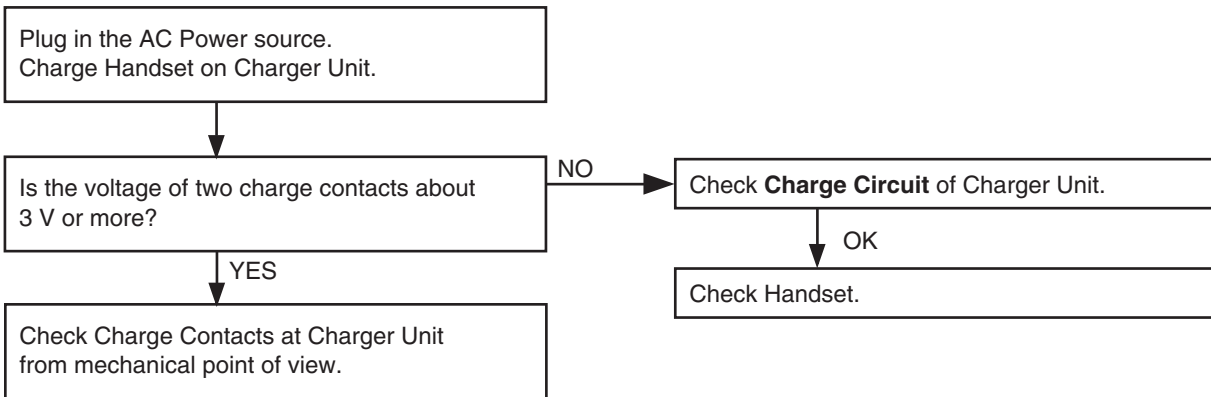 Plug in the AC Power source.
Charge Handset on Charger Unit.
Is the voltage of two charge contacts about
3 V or more?
NO
Check Charge Circuit of Charger Unit.
OK
Check Handset.
YES
Check Charge Contacts at Charger Unit
from mechanical point of view.